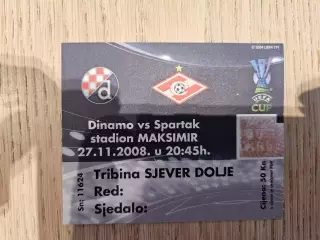 UEFA
CUP
Dinamo vs Spartak
stadion MAKSIMIR
27.11.2008. u 20:45h.
Tribina SJEVER DOLJE
Red:
Sjedalo:
Sn: 11624
Cijena: 50 Kn